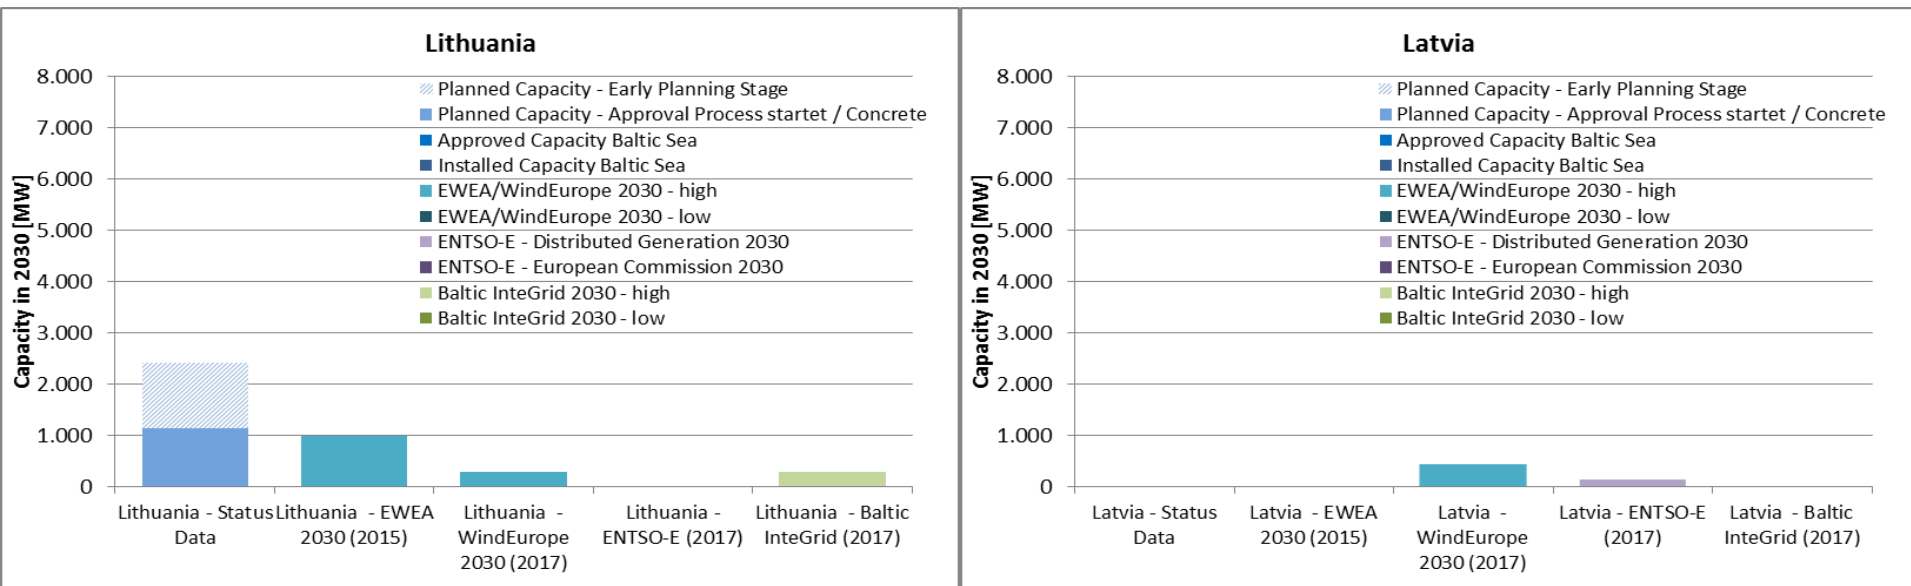 Lithuania
8.000
7.000
6.000
5.000
4.000
3.000
2.000
1.000
0
Capacity in 2030 [MW]
Planned Capacity - Early Planning Stage
Planned Capacity - Approval Process startet / Concrete
Approved Capacity Baltic Sea
Installed Capacity Baltic Sea
EWEA/WindEurope 2030 - high
EWEA/WindEurope 2030 - low
ENTSO-E - Distributed Generation 2030
ENTSO-E - European Commission 2030
Baltic InteGrid 2030 - high
Baltic InteGrid 2030 - low
Lithuania - Status
Data
Lithuania - EWEA
2030 (2015)
Lithuania -
WindEurope
2030 (2017)
Lithuania -
ENTSO-E (2017)
Lithuania - Baltic
InteGrid (2017)
Latvia
8.000
7.000
6.000
5.000
4.000
3.000
2.000
1.000
0
Capacity in 2030 [MW]
Planned Capacity - Early Planning Stage
Planned Capacity - Approval Process startet / Concrete
Approved Capacity Baltic Sea
Installed Capacity Baltic Sea
EWEA/WindEurope 2030 - high
EWEA/WindEurope 2030 - low
ENTSO-E - Distributed Generation 2030
ENTSO-E - European Commission 2030
Baltic InteGrid 2030 - high
Baltic InteGrid 2030 - low
Latvia - Status
Data
Latvia - EWEA
2030 (2015)
Latvia -
WindEurope
2030 (2017)
Latvia - ENTSO-E
(2017)
Latvia - Baltic
InteGrid (2017)